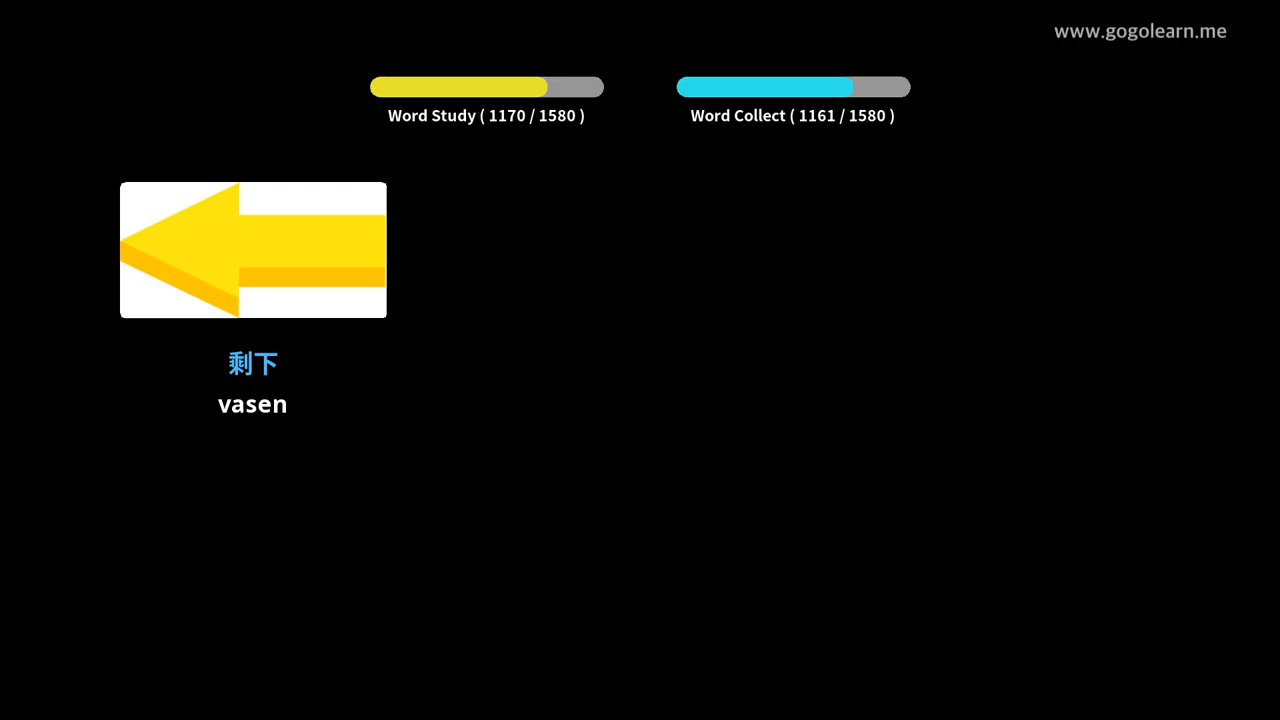 www.gogolearn.me
Word Study ( 1170 / 1580 )
Word Collect ( 1161 / 1580 )
剩下
vasen